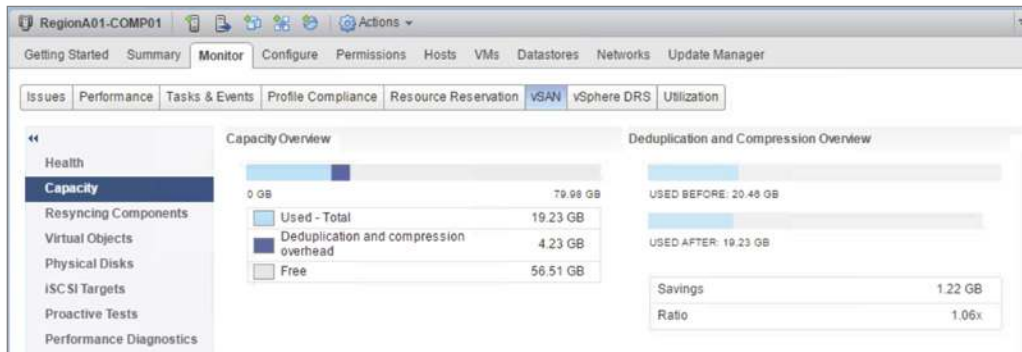 RegionA01-COMP01 Actions
Getting Started Summary Monitor Configure Permissions Hosts VMs Datastores Networks Update Manager
Issues Performance Tasks & Events Profile Compliance Resource Reservation vSAN vSphere DRS Utilization
Health
Capacity
Resyncing Components
Virtual Objects
Physical Disks
iSCSI Targets
Proactive Tests
Performance Diagnostics
Capacity Overview
0 GB 79.98 GB
Used - Total 19.23 GB
Deduplication and compression
overhead 4.23 GB
Free 56.51 GB
Deduplication and Compression Overview
USED BEFORE: 20.46 GB
USED AFTER: 19.23 GB
Savings 1.22 GB
Ratio 1.06x